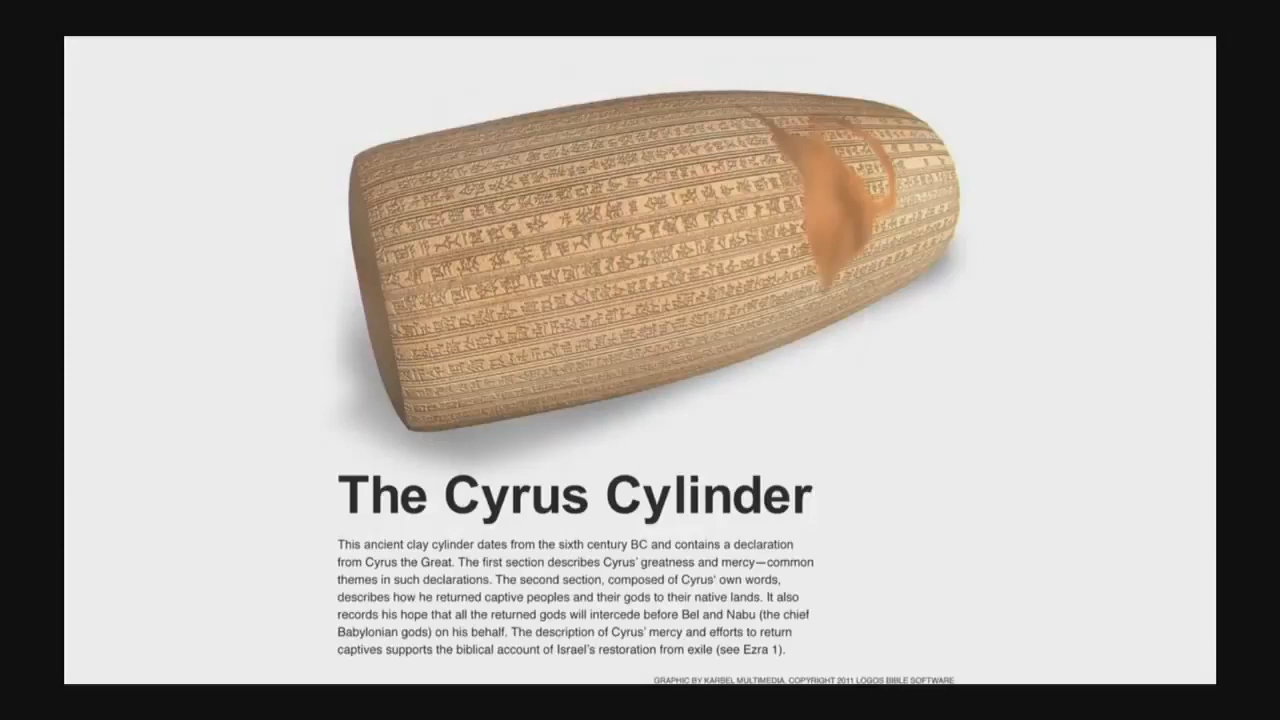 The Cyrus Cylinder
This ancient clay cylinder dates from the sixth century BC and contains a declaration
from Cyrus the Great. The first section describes Cyrus' greatness and mercy—common
themes in such declarations. The second section, composed of Cyrus' own words,
describes how he returned captive peoples and their gods to their native lands. It also
records his hope that all the returned gods will intercede before Bel and Nabu (the chief
Babylonian gods) on his behalf. The description of Cyrus' mercy and efforts to return
captives supports the biblical account of Israel's restoration from exile (see Ezra 1).
GRAPHIC BY KARBEL MULTIMEDIA, COPYRIGHT 2011 LOGOS BIBLE SOFTWARE